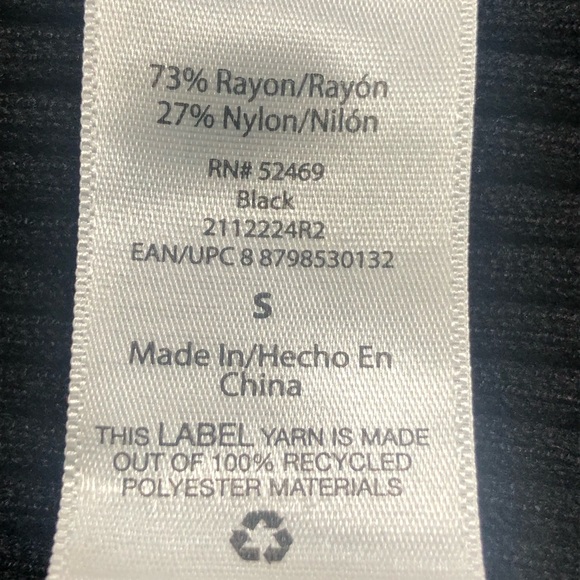 73% Rayon/Rayón
27% Nylon/Nilón
RN# 52469
Black
2112224R2
EAN/UPC 8 8798530132
S
Made In/Hecho En
China
THIS LABEL YARN IS MADE
OUT OF 100% RECYCLED
POLYESTER MATERIALS